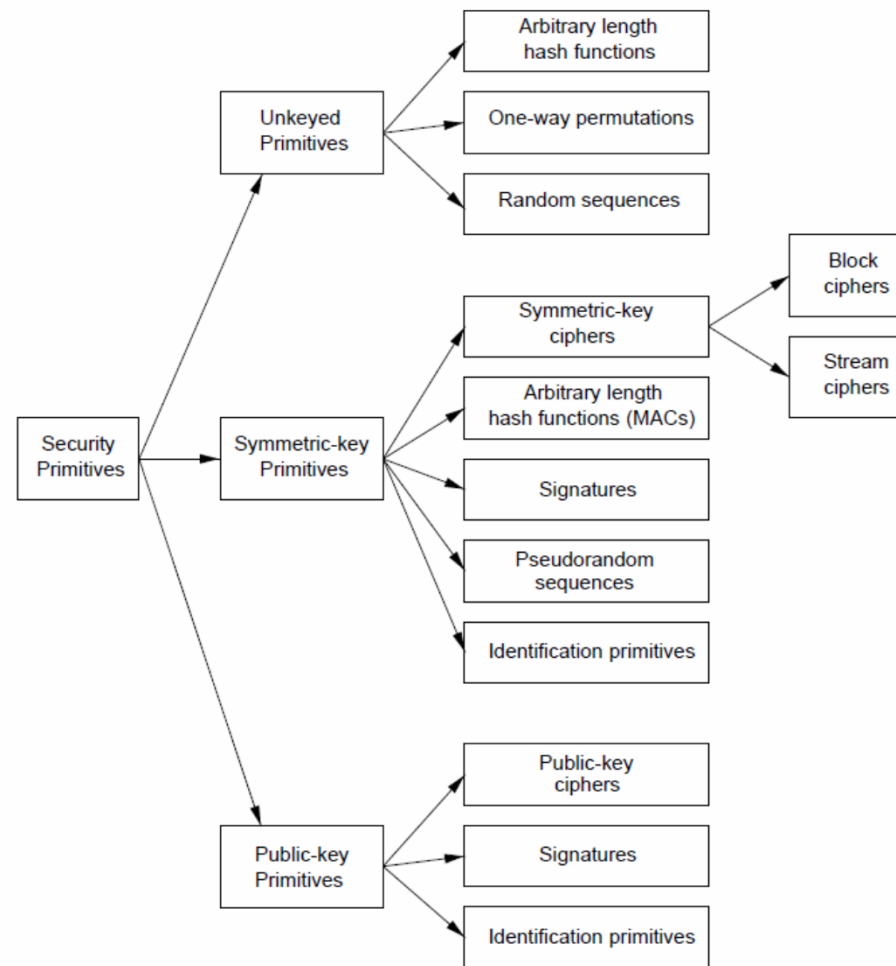 Arbitrary length
hash functions
Unkeyed
Primitives
One-way permutations
Random sequences
Block
ciphers
Symmetric-key
ciphers
Stream
ciphers
Arbitrary length
hash functions (MACs)
Security
Primitives
Symmetric-key
Primitives
Signatures
Pseudorandom
sequences
Identification primitives
Public-key
ciphers
Public-key
Primitives
Signatures
Identification primitives